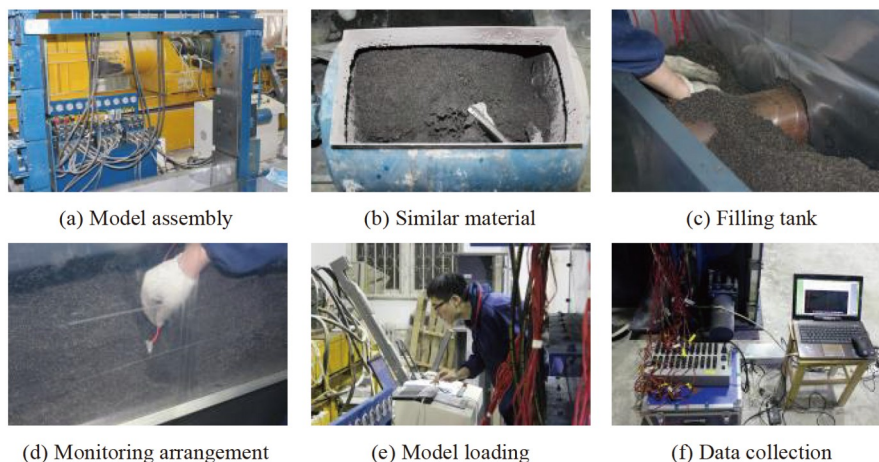 (a) Model assembly
(b) Similar material
(c) Filling tank
(d) Monitoring arrangement
(e) Model loading
(f) Data collection